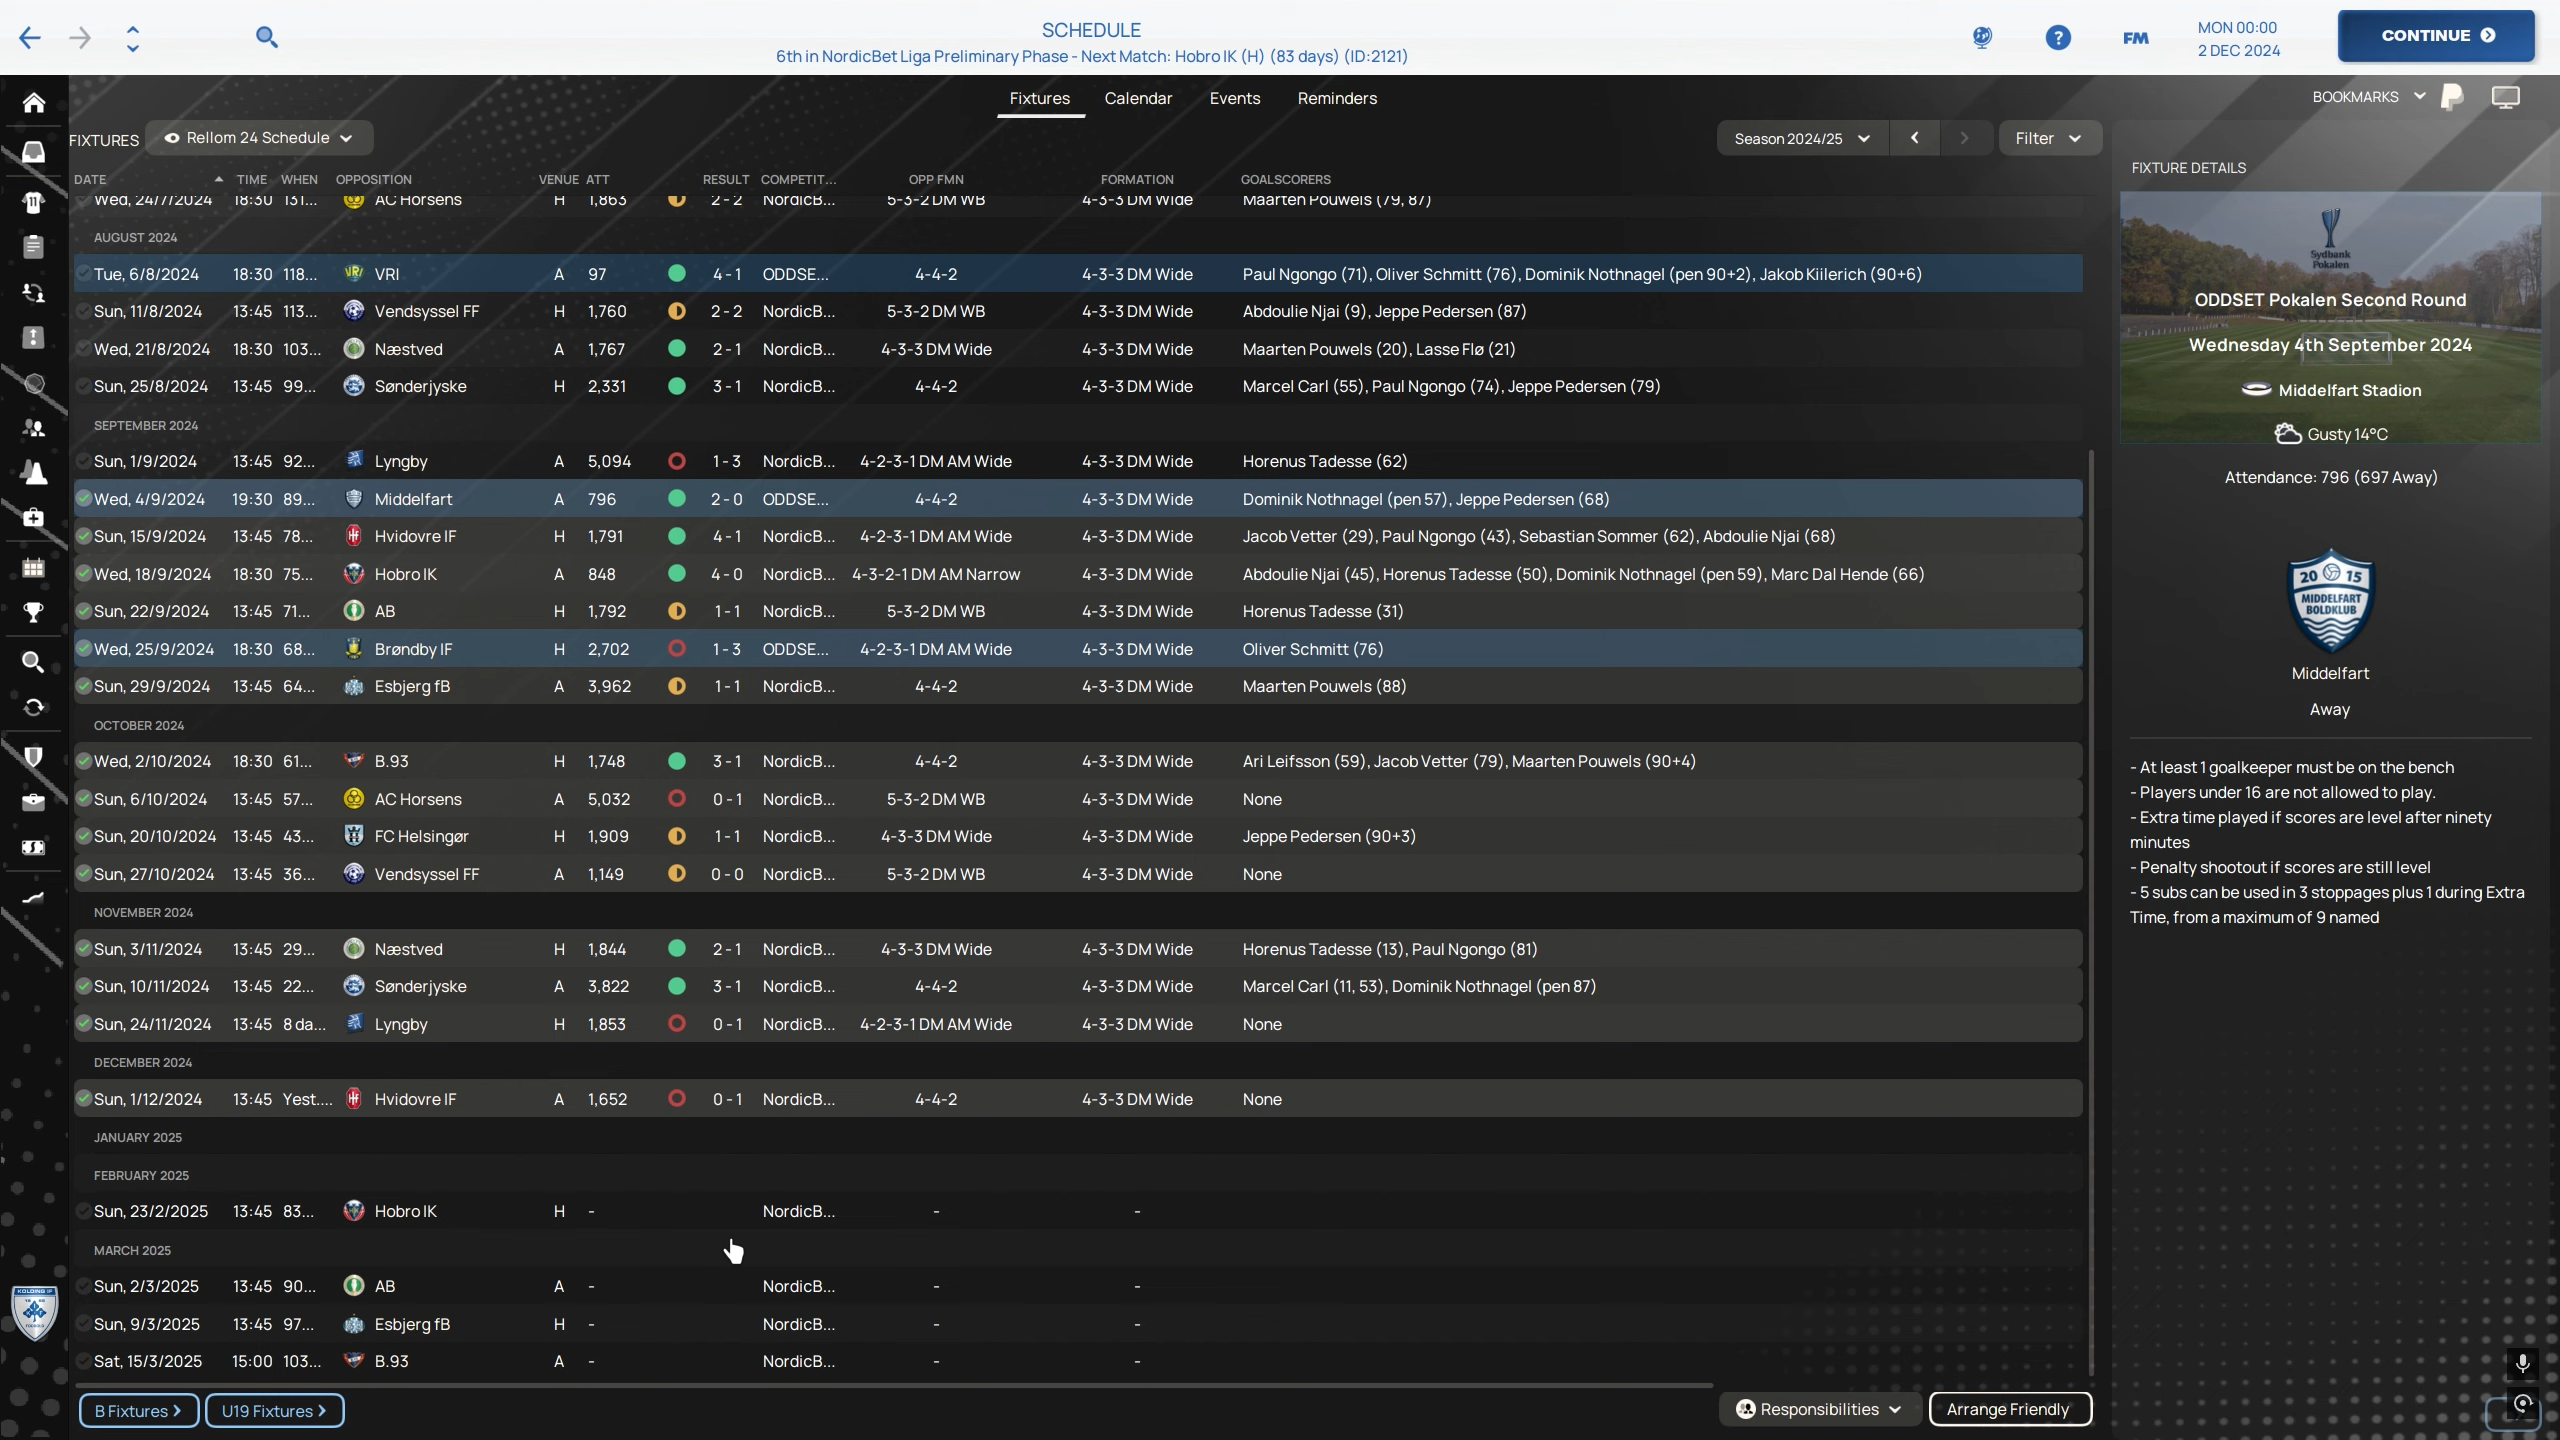 SCHEDULE
6th in NordicBet Liga Preliminary Phase - Next Match: Hobro IK (H) (83 days) (ID:2121)
?
FM
MON 00:00
2 DEC 2024
CONTINUE
Fixtures Calendar Events Reminders
BOOKMARKS
FIXTURES Rellom 24 Schedule
Season 2024/25 Filter
DATE TIME WHEN OPPOSITION VENUE ATT RESULT COMPETIT... OPP FMN FORMATION GOALSCORERS
Wed, 24/7/2024 18:30 131... AC Horsens H 1,863 2 - 2 NordicB... 5-3-2 DM WB 4-3-3 DM Wide Maarten Pouwels (79, 87)
AUGUST 2024
Tue, 6/8/2024 18:30 118... VRI A 97 4 - 1 ODDSE... 4-4-2 4-3-3 DM Wide Paul Ngongo (71), Oliver Schmitt (76), Dominik Nothnagel (pen 90+2), Jakob Kiilerich (90+6)
Sun, 11/8/2024 13:45 113... Vendsyssel FF H 1,760 2 - 2 NordicB... 5-3-2 DM WB 4-3-3 DM Wide Abdoulie Njai (9), Jeppe Pedersen (87)
Wed, 21/8/2024 18:30 103... Næstved A 1,767 2 - 1 NordicB... 4-3-3 DM Wide 4-3-3 DM Wide Maarten Pouwels (20), Lasse Flø (21)
Sun, 25/8/2024 13:45 99... Sønderjyske H 2,331 3 - 1 NordicB... 4-4-2 4-3-3 DM Wide Marcel Carl (55), Paul Ngongo (74), Jeppe Pedersen (79)
SEPTEMBER 2024
Sun, 1/9/2024 13:45 92... Lyngby A 5,094 1 - 3 NordicB... 4-2-3-1 DM AM Wide 4-3-3 DM Wide Horenus Tadesse (62)
Wed, 4/9/2024 19:30 89... Middelfart A 796 2 - 0 ODDSE... 4-4-2 4-3-3 DM Wide Dominik Nothnagel (pen 57), Jeppe Pedersen (68)
Sun, 15/9/2024 13:45 78... Hvidovre IF H 1,791 4 - 1 NordicB... 4-2-3-1 DM AM Wide 4-3-3 DM Wide Jacob Vetter (29), Paul Ngongo (43), Sebastian Sommer (62), Abdoulie Njai (68)
Wed, 18/9/2024 18:30 75... Hobro IK A 848 4 - 0 NordicB... 4-3-2-1 DM AM Narrow 4-3-3 DM Wide Abdoulie Njai (45), Horenus Tadesse (50), Dominik Nothnagel (pen 59), Marc Dal Hende (66)
Sun, 22/9/2024 13:45 71... AB H 1,792 1 - 1 NordicB... 5-3-2 DM WB 4-3-3 DM Wide Horenus Tadesse (31)
Wed, 25/9/2024 18:30 68... Brøndby IF H 2,702 1 - 3 ODDSE... 4-2-3-1 DM AM Wide 4-3-3 DM Wide Oliver Schmitt (76)
Sun, 29/9/2024 13:45 64... Esbjerg fB A 3,962 1 - 1 NordicB... 4-4-2 4-3-3 DM Wide Maarten Pouwels (88)
OCTOBER 2024
Wed, 2/10/2024 18:30 61... B.93 H 1,748 3 - 1 NordicB... 4-4-2 4-3-3 DM Wide Ari Leifsson (59), Jacob Vetter (79), Maarten Pouwels (90+4)
Sun, 6/10/2024 13:45 57... AC Horsens A 5,032 0 - 1 NordicB... 5-3-2 DM WB 4-3-3 DM Wide None
Sun, 20/10/2024 13:45 43... FC Helsingør H 1,909 1 - 1 NordicB... 4-3-3 DM Wide 4-3-3 DM Wide Jeppe Pedersen (90+3)
Sun, 27/10/2024 13:45 36... Vendsyssel FF A 1,149 0 - 0 NordicB... 5-3-2 DM WB 4-3-3 DM Wide None
NOVEMBER 2024
Sun, 3/11/2024 13:45 29... Næstved H 1,844 2 - 1 NordicB... 4-3-3 DM Wide 4-3-3 DM Wide Horenus Tadesse (13), Paul Ngongo (81)
Sun, 10/11/2024 13:45 22... Sønderjyske A 3,822 3 - 1 NordicB... 4-4-2 4-3-3 DM Wide Marcel Carl (11, 53), Dominik Nothnagel (pen 87)
Sun, 24/11/2024 13:45 8 da... Lyngby H 1,853 0 - 1 NordicB... 4-2-3-1 DM AM Wide 4-3-3 DM Wide None
DECEMBER 2024
Sun, 1/12/2024 13:45 Yest.... Hvidovre IF A 1,652 0 - 1 NordicB... 4-4-2 4-3-3 DM Wide None
JANUARY 2025
FEBRUARY 2025
Sun, 23/2/2025 13:45 83... Hobro IK H - NordicB... - -
MARCH 2025
Sun, 2/3/2025 13:45 90... AB A - NordicB... - -
Sun, 9/3/2025 13:45 97... Esbjerg fB H - NordicB... - -
Sat, 15/3/2025 15:00 103... B.93 A - NordicB... - -
B Fixtures U19 Fixtures
Responsibilities Arrange Friendly
FIXTURE DETAILS
Sydbank
Pokalen
ODDSET Pokalen Second Round
Wednesday 4th September 2024
Middelfart Stadion
Gusty 14°C
Attendance: 796 (697 Away)
20 15
MIDDELFART
BOLDKLUB
Middelfart
Away
- At least 1 goalkeeper must be on the bench
- Players under 16 are not allowed to play.
- Extra time played if scores are level after ninety
minutes
- Penalty shootout if scores are still level
- 5 subs can be used in 3 stoppages plus 1 during Extra
Time, from a maximum of 9 named
11
KOLDING IF